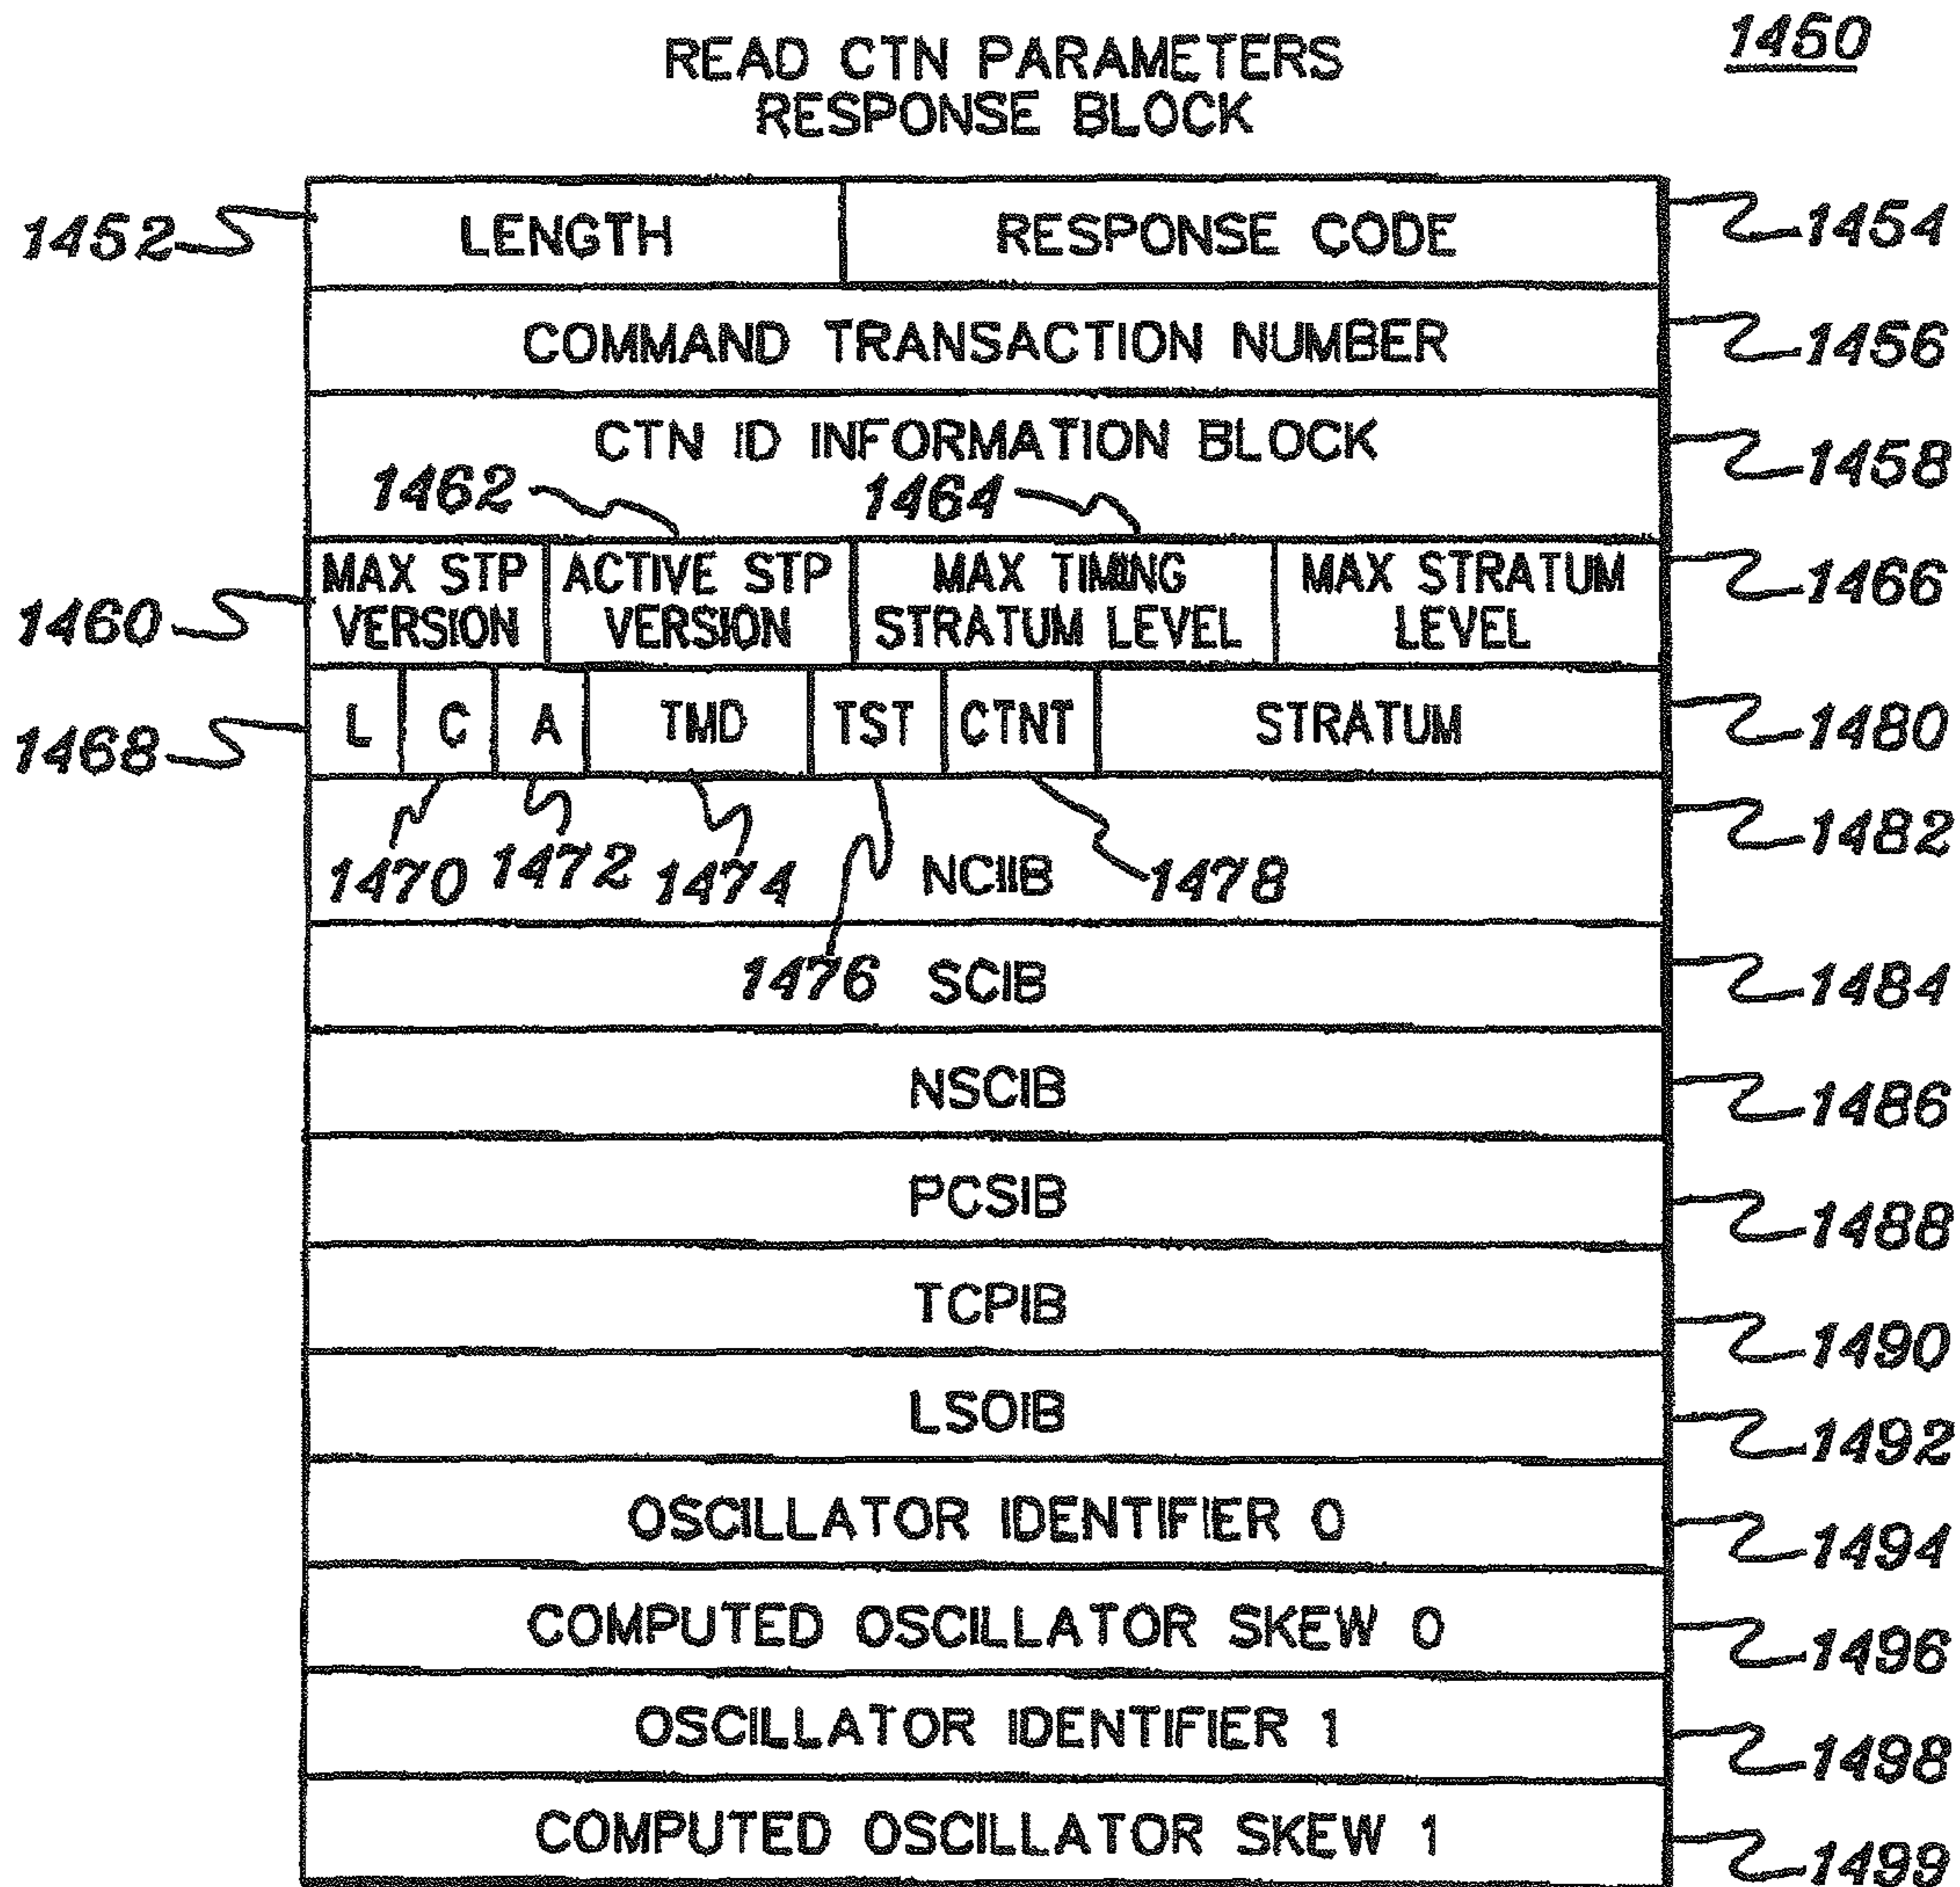 1450
READ CTN PARAMETERS
RESPONSE BLOCK
1452 LENGTH RESPONSE CODE 1454
COMMAND TRANSACTION NUMBER 1456
CTN ID INFORMATION BLOCK 1458
1462 1464
MAX STP ACTIVE STP MAX TIMING MAX STRATUM 1466
1460 VERSION VERSION STRATUM LEVEL LEVEL
1468 L C A TMD TST CTNT STRATUM 1480
1482
1470 1472 1474 NCIIB 1478
1476 SCIB 1484
NSCIB 1486
PCSIB 1488
TCPIB 1490
LSOIB 1492
OSCILLATOR IDENTIFIER 0 1494
COMPUTED OSCILLATOR SKEW 0 1496
OSCILLATOR IDENTIFIER 1 1498
COMPUTED OSCILLATOR SKEW 1 1499